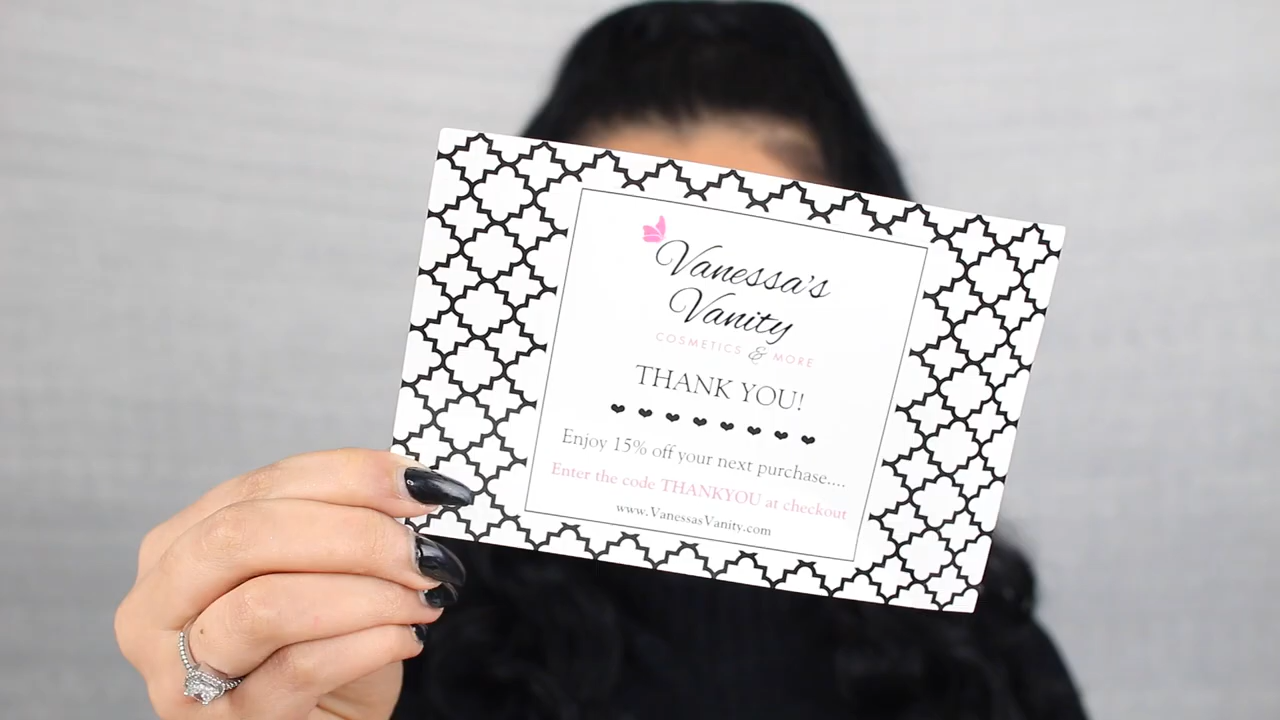 Vanessa's
Vanity
COSMETICS & MORE
THANK YOU!
Enjoy 15% off your next purchase....
Enter the code THANKYOU at checkout
www.VanessasVanity.com